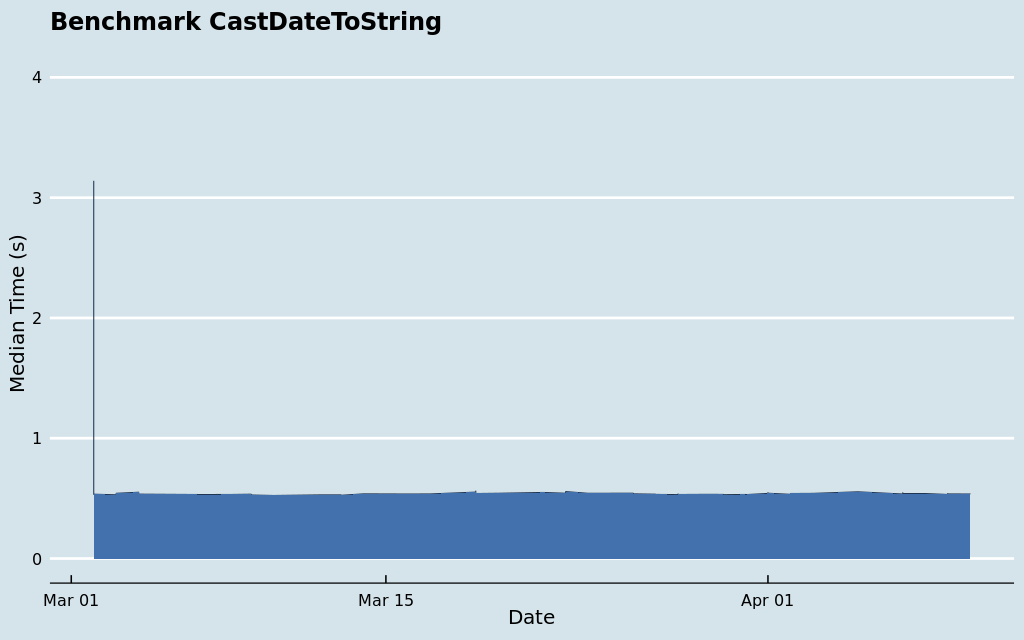 Benchmark CastDateToString
4
3
2
1
0
Median Time (s)
Mar 01
Mar 15
Apr 01
Date